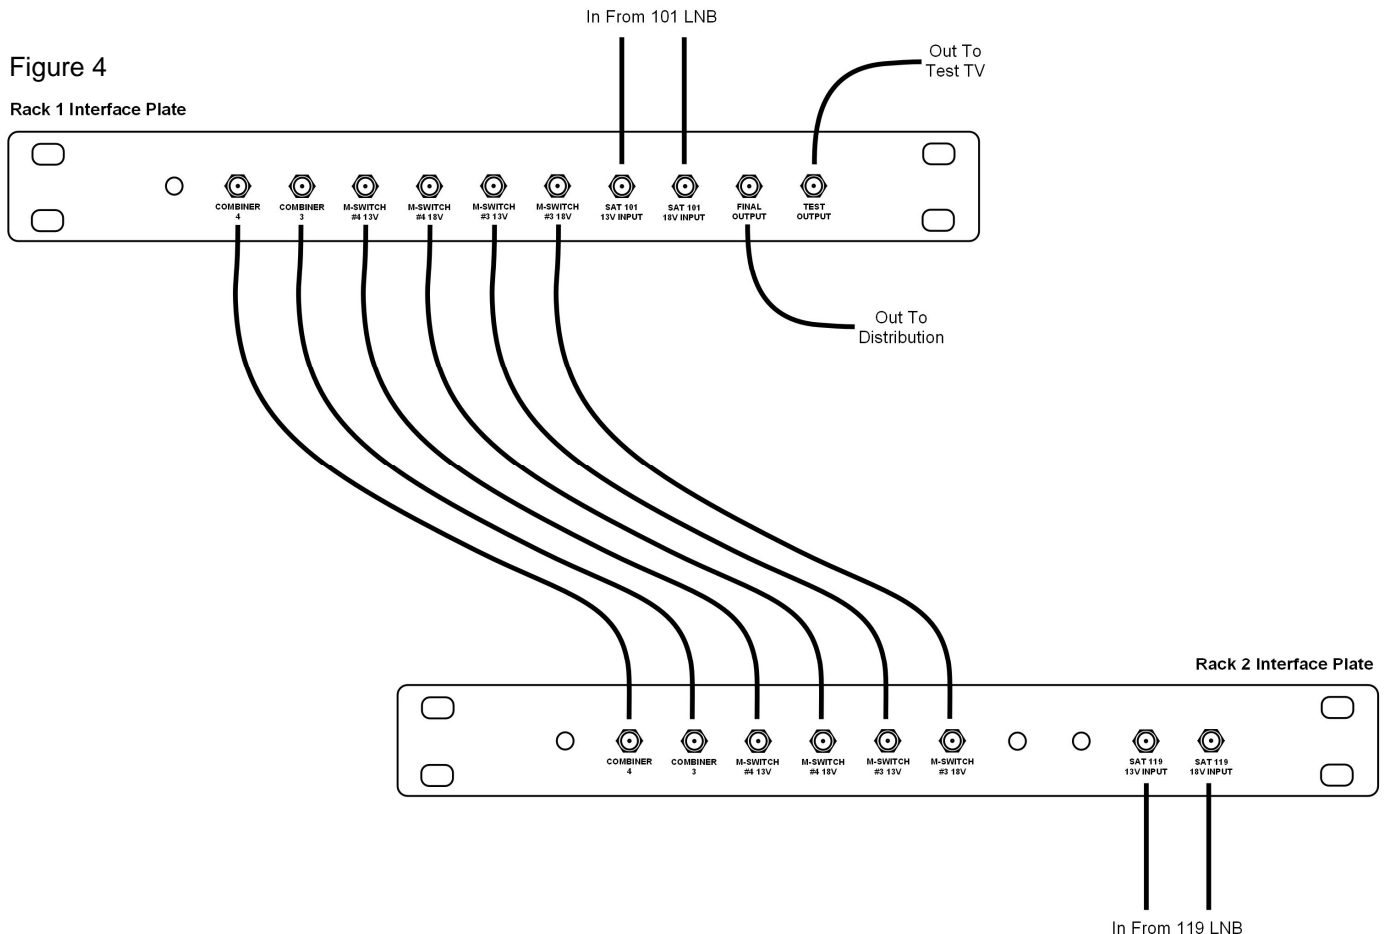 In From 101 LNB
Out To
Test TV
Figure 4
Rack 1 Interface Plate
COMBINER
4
COMBINER
3
M-SWITCH
#4 13V
M-SWITCH
#4 18V
M-SWITCH
#3 13V
M-SWITCH
#3 18V
SAT 101
13V INPUT
SAT 101
18V INPUT
FINAL
OUTPUT
TEST
OUTPUT
Out To
Distribution
Rack 2 Interface Plate
COMBINER
4
COMBINER
3
M-SWITCH
#4 13V
M-SWITCH
#4 18V
M-SWITCH
#3 13V
M-SWITCH
#3 18V
SAT 119
13V INPUT
SAT 119
18V INPUT
In From 119 LNB